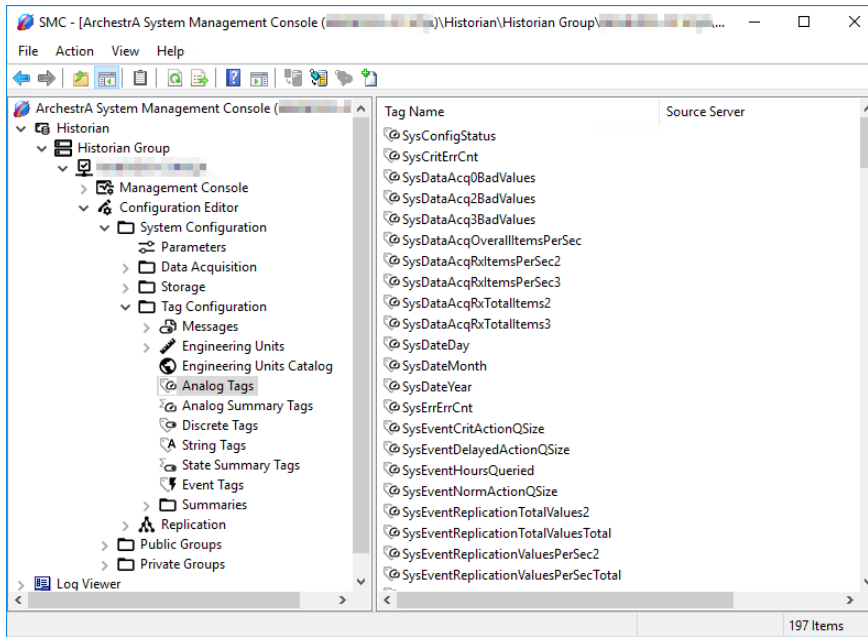 SMC - [ArchestrA System Management Console ( )\Historian\Historian Group\ ,...
File Action View Help
ArchestrA System Management Console (
Historian
Historian Group
Management Console
Configuration Editor
System Configuration
Parameters
Data Acquisition
Storage
Tag Configuration
Messages
Engineering Units
Engineering Units Catalog
Analog Tags
Analog Summary Tags
Discrete Tags
String Tags
State Summary Tags
Event Tags
Summaries
Replication
Public Groups
Private Groups
Log Viewer
Tag Name Source Server
SysConfigStatus
SysCritErrCnt
SysDataAcq0BadValues
SysDataAcq2BadValues
SysDataAcq3BadValues
SysDataAcqOverallItemsPerSec
SysDataAcqRxItemsPerSec2
SysDataAcqRxItemsPerSec3
SysDataAcqRxTotalItems2
SysDataAcqRxTotalItems3
SysDateDay
SysDateMonth
SysDateYear
SysErrErrCnt
SysEventCritActionQSize
SysEventDelayedActionQSize
SysEventHoursQueried
SysEventNormActionQSize
SysEventReplicationTotalValues2
SysEventReplicationTotalValuesTotal
SysEventReplicationValuesPerSec2
SysEventReplicationValuesPerSecTotal
197 Items